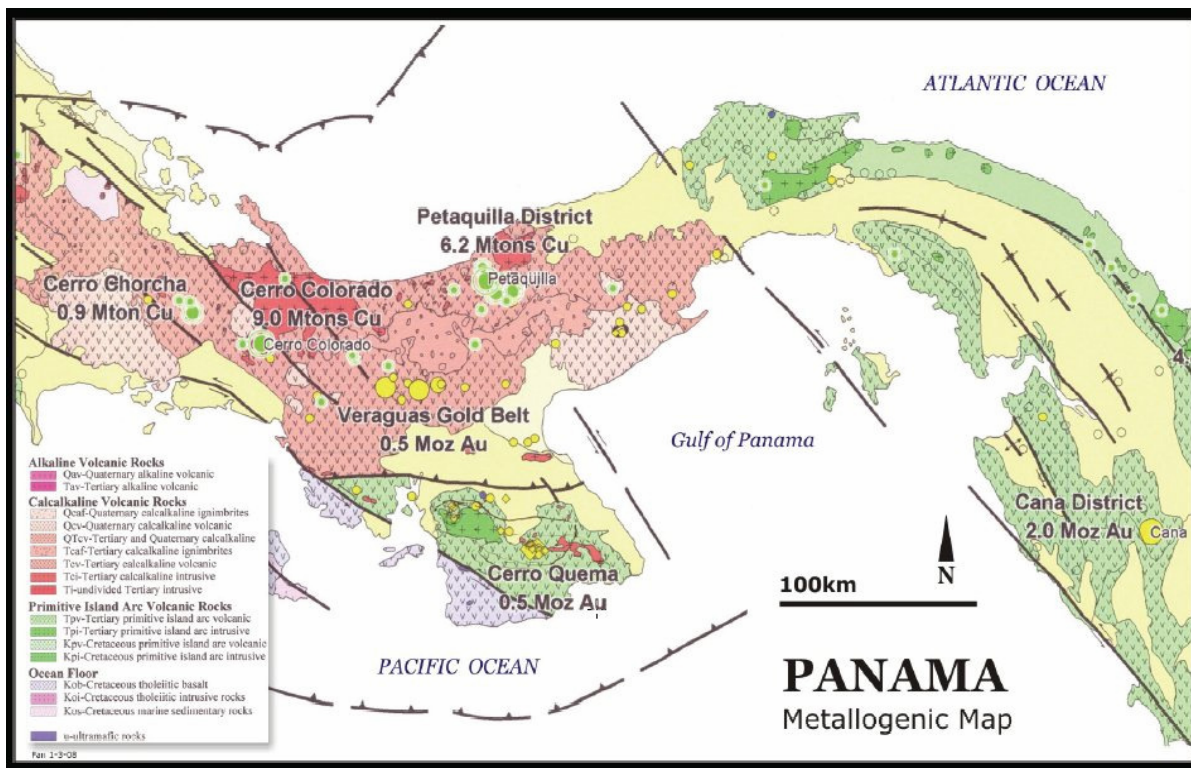 ATLANTIC OCEAN
Petaquilla District
6.2 Mtons Cu
Petaquilla
Cerro Chorcha
0.9 Mton Cu
Cerro Colorado
9.0 Mtons Cu
Cerro Colorado
4.
Veraguas Gold Belt
0.5 Moz Au
Gulf of Panama
Cana District
2.0 Moz Au
Cana
Cerro Quema
0.5 Moz Au
N
100km
PACIFIC OCEAN
PANAMA
Metallogenic Map
Alkaline Volcanic Rocks
Qav-Quaternary alkaline volcanic
Tav-Tertiary alkaline volcanic
Calcalkaline Volcanic Rocks
Qcaf-Quaternary calcalkaline ignimbrites
Qcv-Quaternary calcalkaline volcanic
QTcv-Tertiary and Quaternary calcalkaline
Tcaf-Tertiary calcalkaline ignimbrites
Tcv-Tertiary calcalkaline volcanic
Tci-Tertiary calcalkaline intrusive
Ti-undivided Tertiary intrusive
Primitive Island Arc Volcanic Rocks
Tpv-Tertiary primitive island arc volcanic
Tpi-Tertiary primitive island arc intrusive
Kpv-Cretaceous primitive island arc volcanic
Kpi-Cretaceous primitive island arc intrusive
Ocean Floor
Kob-Cretaceous tholeiitic basalt
Koi-Cretaceous tholeiitic intrusive rocks
Kos-Cretaceous marine sedimentary rocks
u-ultramafic rocks
Pan 1-3-08